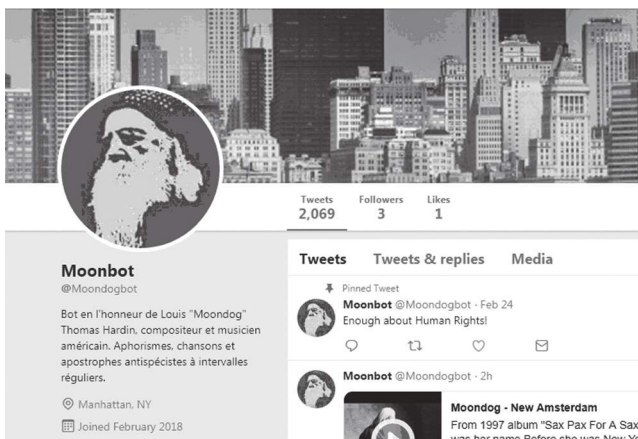 Tweets Followers Likes
2,069 3 1
Moonbot
@Moondogbot
Bot en l'honneur de Louis "Moondog"
Thomas Hardin, compositeur et musicien
américain. Aphorismes, chansons et
apostrophes antispécistes à intervalles
réguliers.
Manhattan, NY
Joined February 2018
Tweets Tweets & replies Media
Pinned Tweet
Moonbot @Moondogbot · Feb 24
Enough about Human Rights!
Moonbot @Moondogbot · 2h
Moondog - New Amsterdam
From 1997 album "Sax Pax For A Sax
was her name Before she was New Yo